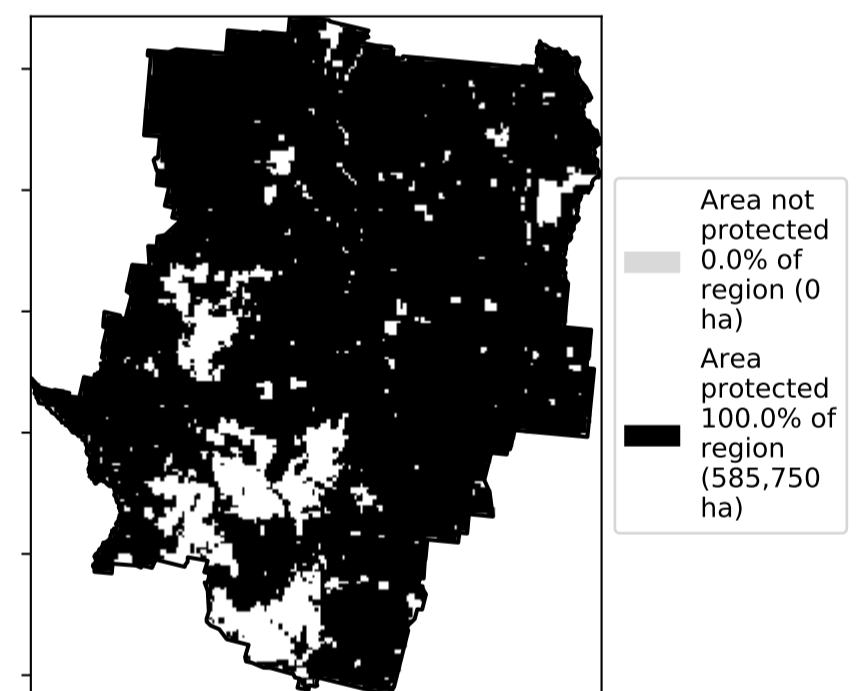 Area not
protected
0.0% of
region (0
ha)
Area
protected
100.0% of
region
(585,750
ha)